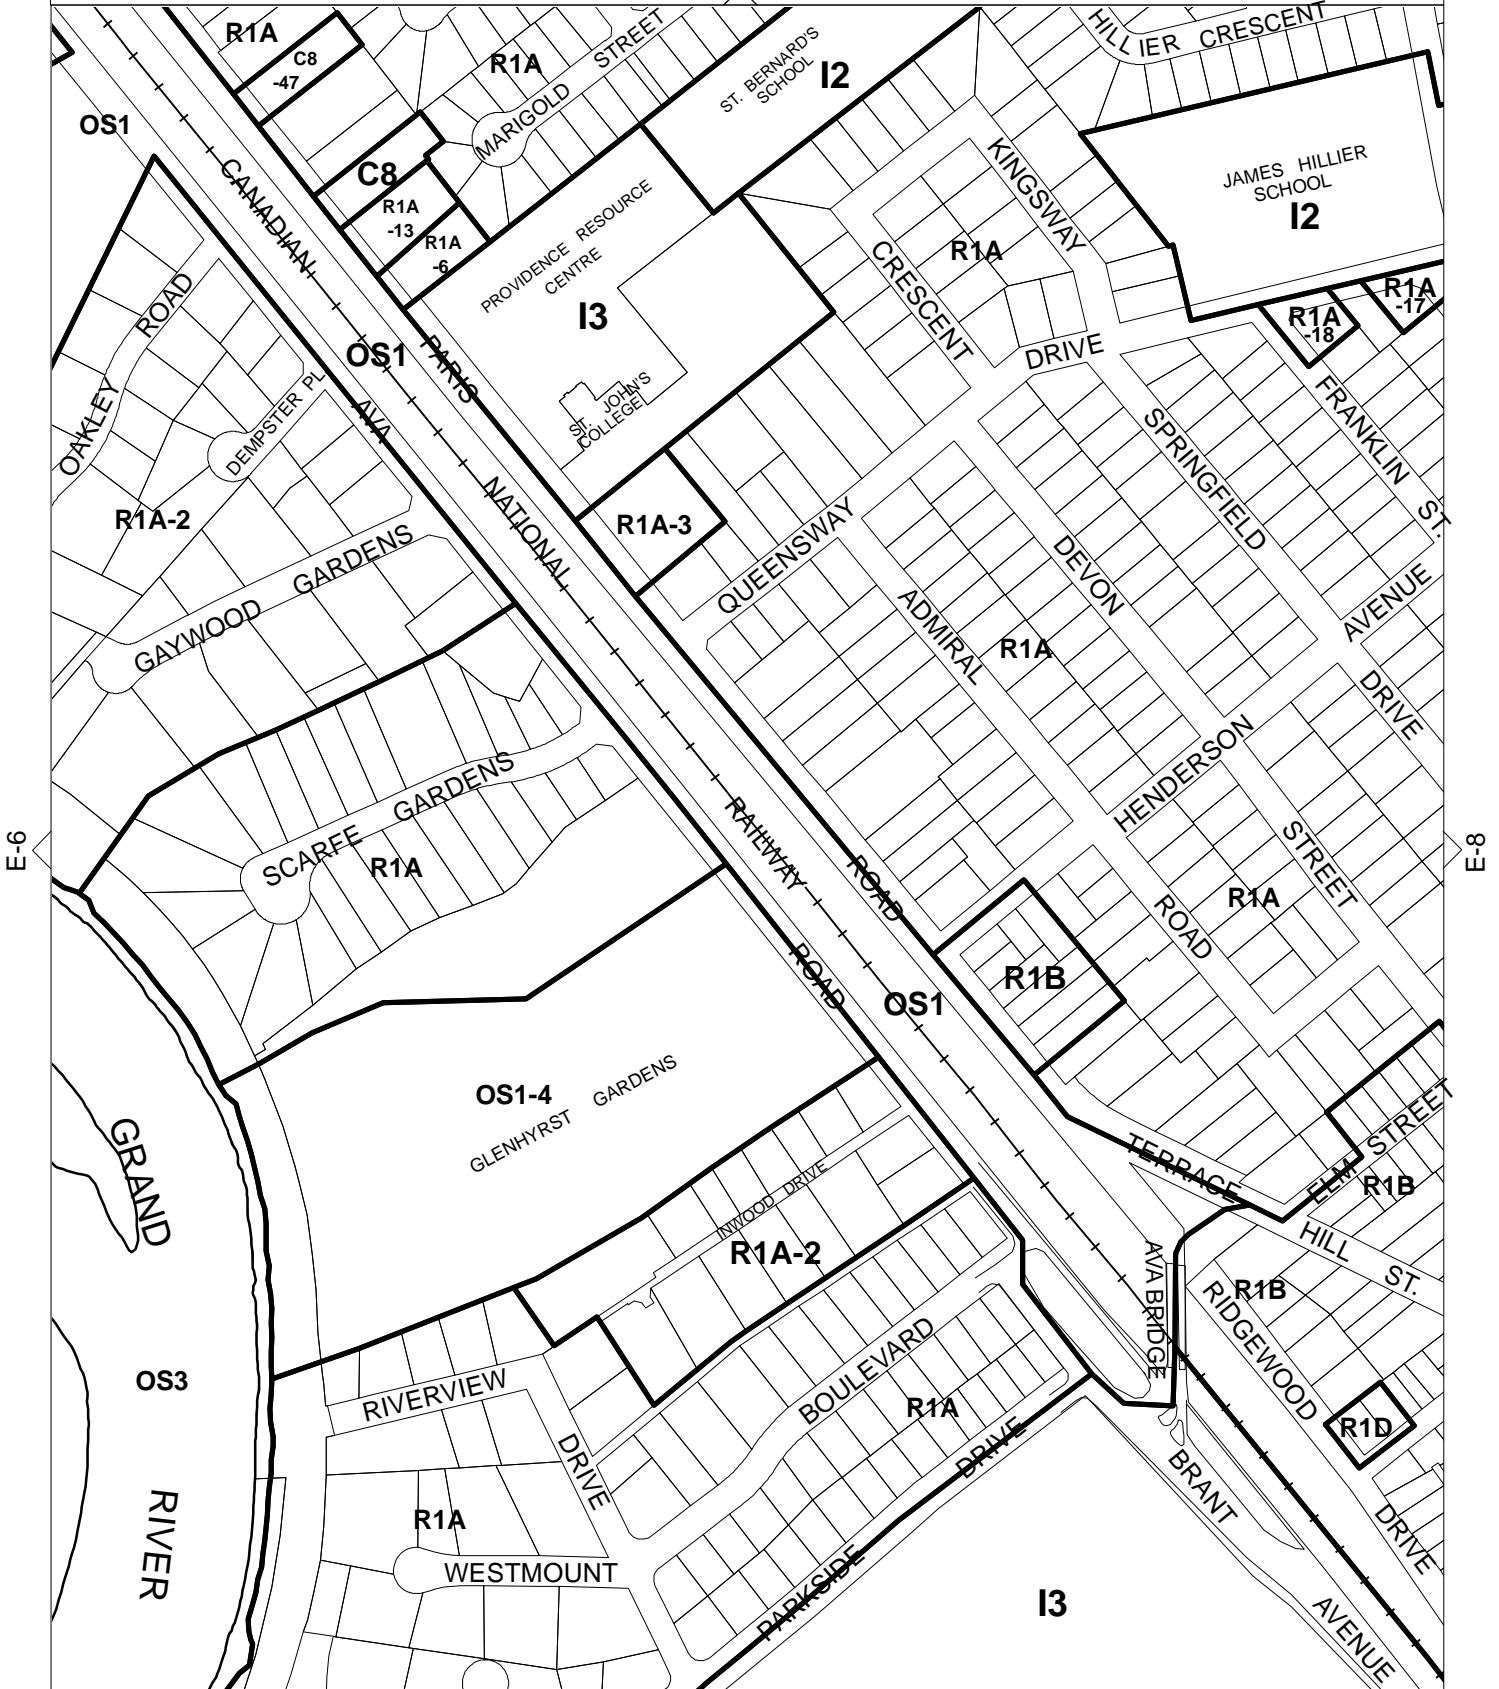 R1A
C8
-47
R1A
MARIGOLD STREET
ST. BERNARD'S
SCHOOL
I2
HILLIER CRESCENT
OS1
CANADIAN
C8
R1A
-13
R1A
-6
PROVIDENCE RESOURCE
CENTRE
I3
KINGSWAY
JAMES HILLIER
SCHOOL
I2
R1A
CRESCENT
DRIVE
R1A
-17
R1A
-18
OAKLEY ROAD
OS1
PARIS
AVA
DEMPSTER PL
ST. JOHN'S
COLLEGE
SPRINGFIELD
FRANKLIN ST.
R1A-2
NATIONAL
R1A-3
QUEENSWAY
DEVON
AVENUE
GAYWOOD GARDENS
ADMIRAL
R1A
DRIVE
HENDERSON
SCARFE GARDENS
R1A
RAILWAY
ROAD
STREET
E-6
E-8
R1A
ROAD
ROAD
R1B
OS1
OS1-4
GLENHYRST GARDENS
GRAND
TERRACE
ELM STREET
R1B
INWOOD DRIVE
R1A-2
AVA BRIDGE
HILL ST.
R1B
RIDGEWOOD
OS3
RIVERVIEW
BOULEVARD
R1A
R1D
DRIVE
DRIVE
BRANT
RIVER
R1A
WESTMOUNT
PARKSIDE
DRIVE
I3
AVENUE